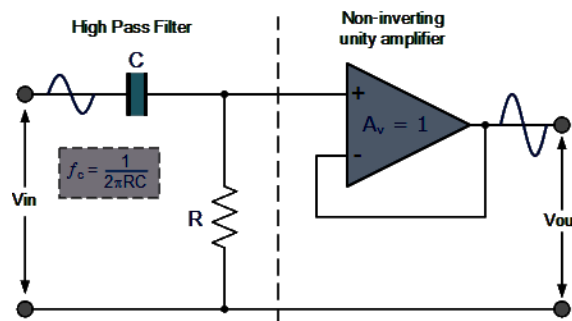 High Pass Filter
Non-inverting
unity amplifier
C
+
Av = 1
-
fc = 1/2πRC
Vin
R
Vou